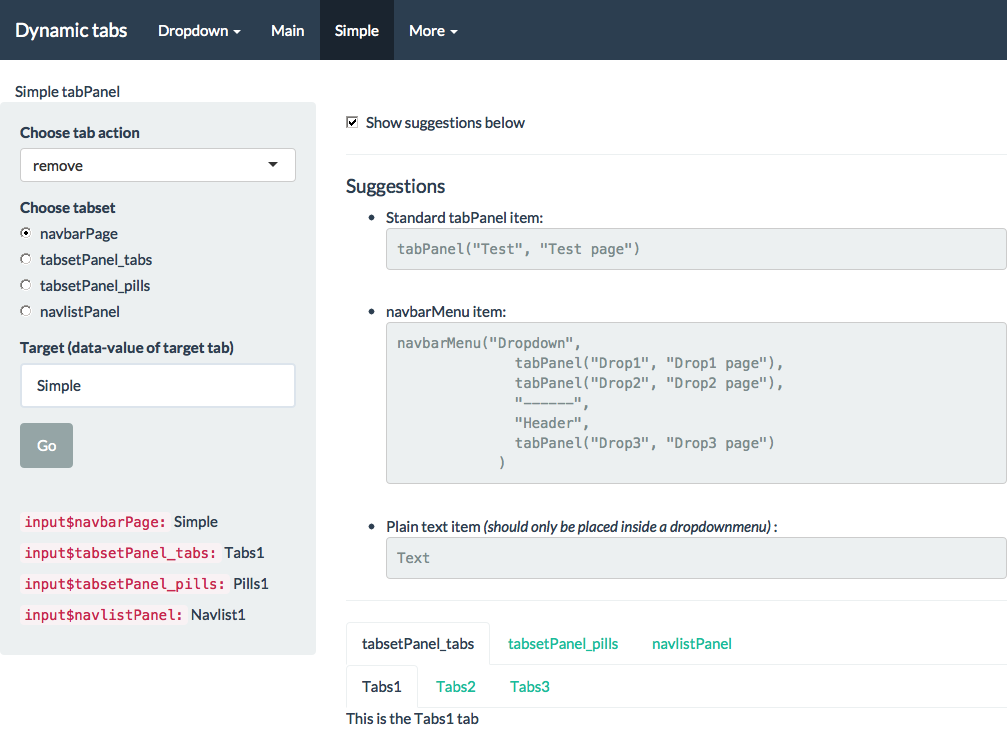 Dynamic tabs Dropdown Main Simple More
Simple tabPanel
Choose tab action
remove
Choose tabset
navbarPage
tabsetPanel_tabs
tabsetPanel_pills
navlistPanel
Target (data-value of target tab)
Simple
Go
input$navbarPage: Simple
input$tabsetPanel_tabs: Tabs1
input$tabsetPanel_pills: Pills1
input$navlistPanel: Navlist1
Show suggestions below
Suggestions
• Standard tabPanel item:
tabPanel("Test", "Test page")
• navbarMenu item:
navbarMenu("Dropdown",
tabPanel("Drop1", "Drop1 page"),
tabPanel("Drop2", "Drop2 page"),
"------",
"Header",
tabPanel("Drop3", "Drop3 page")
)
• Plain text item (should only be placed inside a dropdownmenu) :
Text
tabsetPanel_tabs tabsetPanel_pills navlistPanel
Tabs1 Tabs2 Tabs3
This is the Tabs1 tab